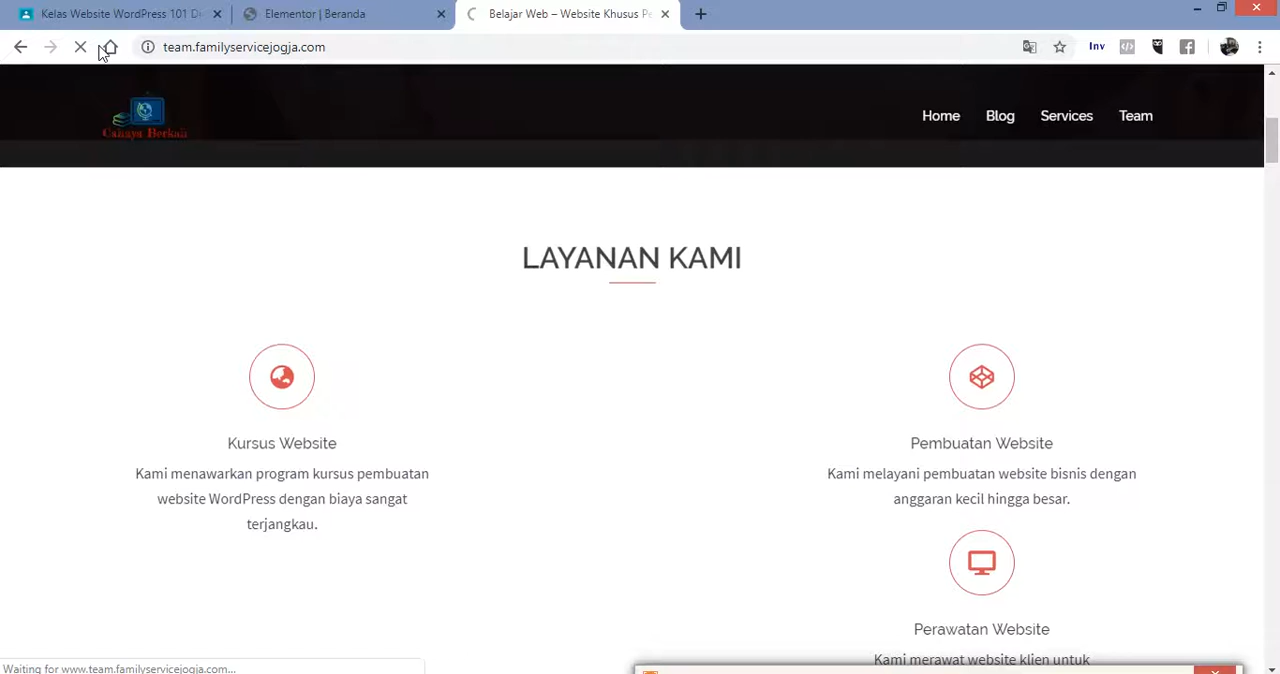 Kelas Website WordPress 101 D
Elementor | Beranda
Belajar Web – Website Khusus Pe
team.familyservicejogja.com
Inv
Cahaya Berkah
Home
Blog
Services
Team
LAYANAN KAMI
Kursus Website
Kami menawarkan program kursus pembuatan
website WordPress dengan biaya sangat
terjangkau.
Pembuatan Website
Kami melayani pembuatan website bisnis dengan
anggaran kecil hingga besar.
Perawatan Website
Kami merawat website klien untuk
Waiting for www.team.familyservicejogja.com...